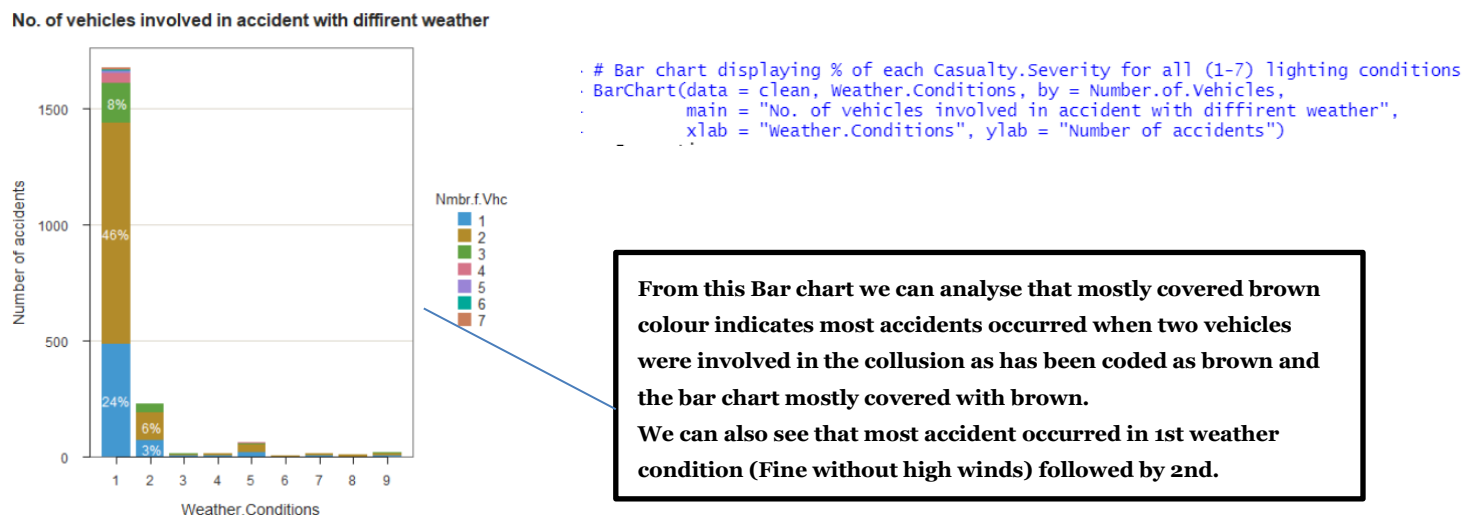 No. of vehicles involved in accident with diffirent weather
Number of accidents
1500
1000
500
0
8%
46%
24%
6%
3%
1 2 3 4 5 6 7 8 9
Weather.Conditions
Nmbr.f.Vhc
1
2
3
4
5
6
7
# Bar chart displaying % of each Casualty.Severity for all (1-7) lighting conditions
BarChart(data = clean, Weather.Conditions, by = Number.of.Vehicles,
main = "No. of vehicles involved in accident with diffirent weather",
xlab = "Weather.Conditions", ylab = "Number of accidents")
From this Bar chart we can analyse that mostly covered brown
colour indicates most accidents occurred when two vehicles
were involved in the collusion as has been coded as brown and
the bar chart mostly covered with brown.
We can also see that most accident occurred in 1st weather
condition (Fine without high winds) followed by 2nd.